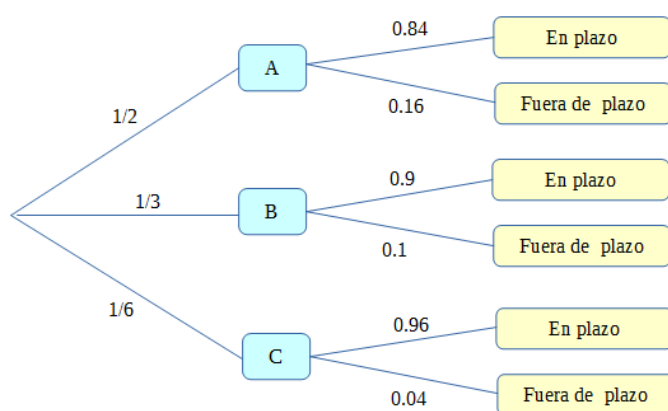 0.84
En plazo
A
0.16
Fuera de plazo
1/2
0.9
En plazo
1/3
B
0.1
Fuera de plazo
1/6
0.96
En plazo
C
0.04
Fuera de plazo